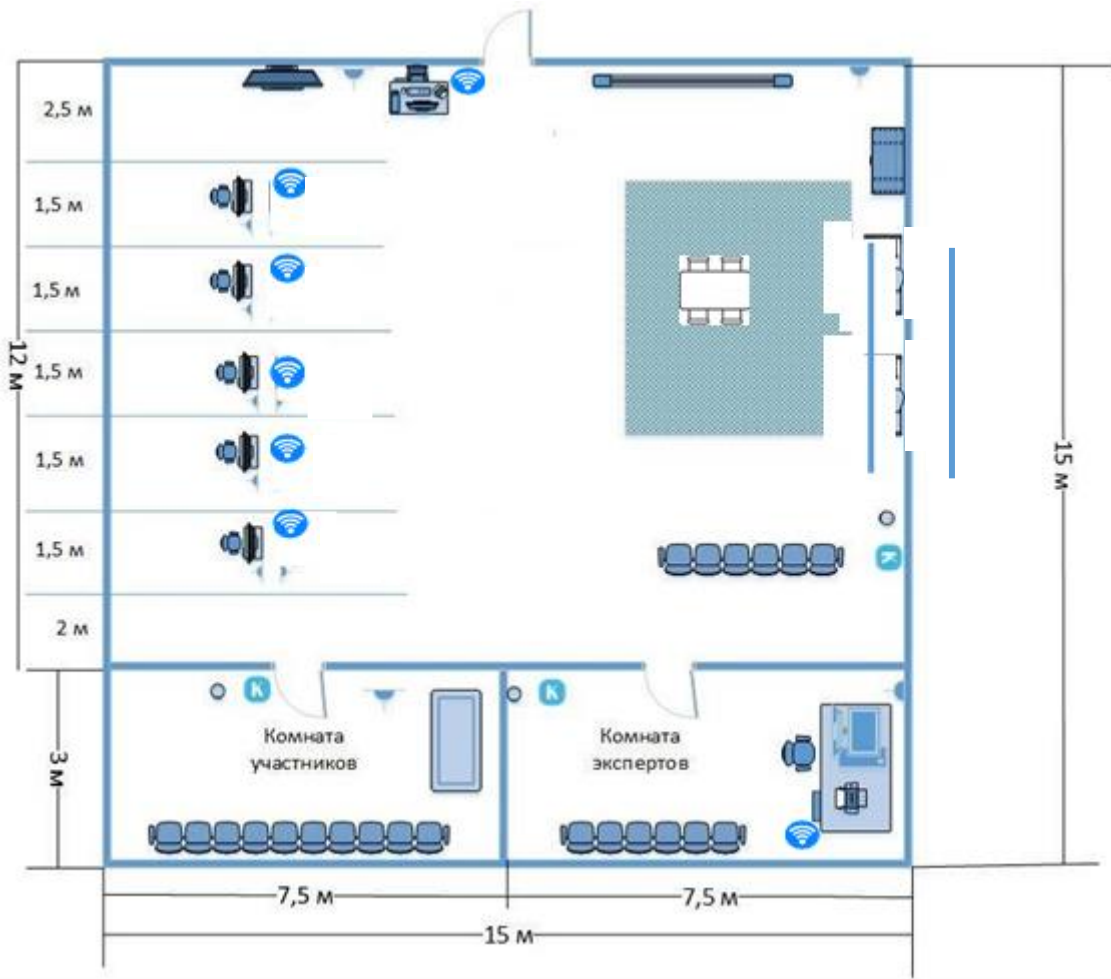 2,5 м
1,5 м
1,5 м
1,5 м
1,5 м
1,5 м
2 м
12 м
15 м
3 м
K
K
K
Комната
участников
Комната
экспертов
7,5 м
7,5 м
15 м